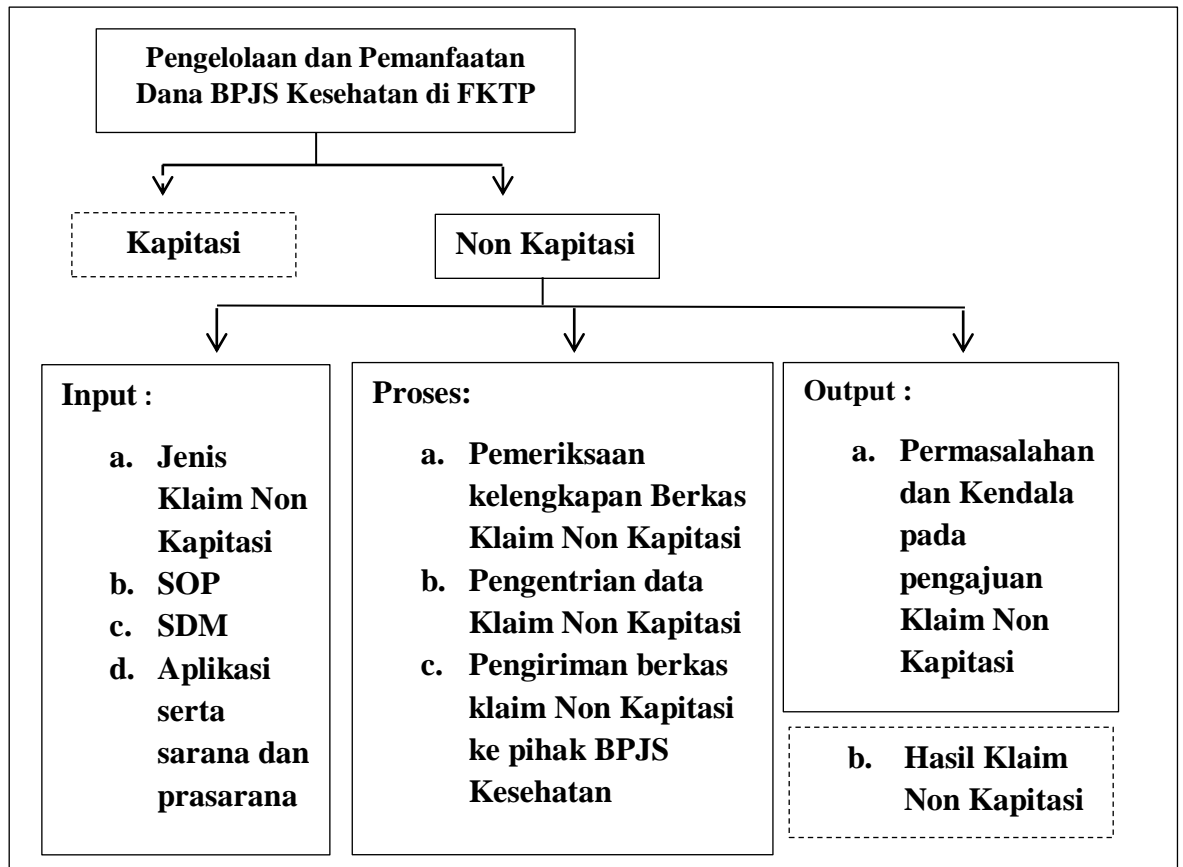 Pengelolaan dan Pemanfaatan
Dana BPJS Kesehatan di FKTP
Kapitasi
Non Kapitasi
Input :
a. Jenis
Klaim Non
Kapitasi
b. SOP
c. SDM
d. Aplikasi
serta
sarana dan
prasarana
Proses:
a. Pemeriksaan
kelengkapan Berkas
Klaim Non Kapitasi
b. Pengentrian data
Klaim Non Kapitasi
c. Pengiriman berkas
klaim Non Kapitasi
ke pihak BPJS
Kesehatan
Output :
a. Permasalahan
dan Kendala
pada
pengajuan
Klaim Non
Kapitasi
b. Hasil Klaim
Non Kapitasi